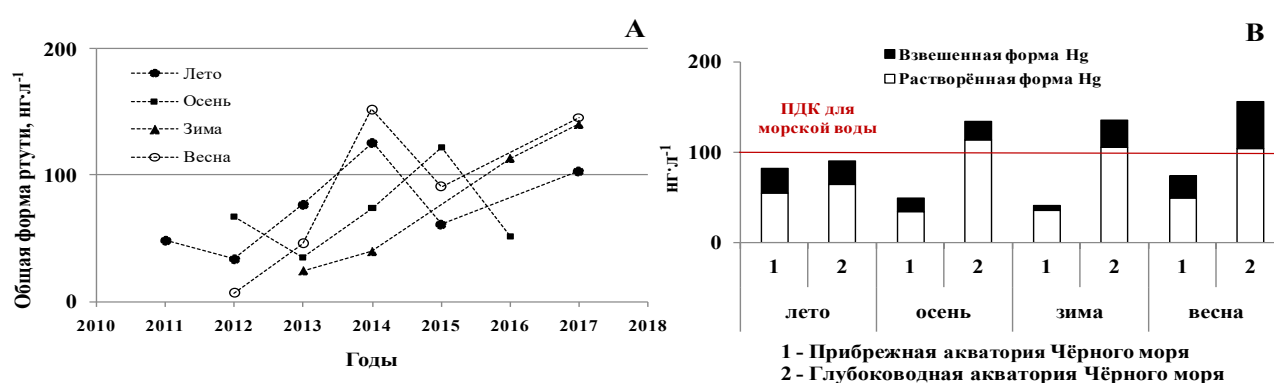 А
200
100
0
Общая форма ртути, нг·л-1
Лето
Осень
Зима
Весна
2010 2011 2012 2013 2014 2015 2016 2017 2018
Годы
В
Взвешенная форма Hg
Растворённая форма Hg
ПДК для
морской воды
200
100
0
нг·л-1
1 2 1 2 1 2 1 2
лето осень зима весна
1 - Прибрежная акватория Чёрного моря
2 - Глубоководная акватория Чёрного моря